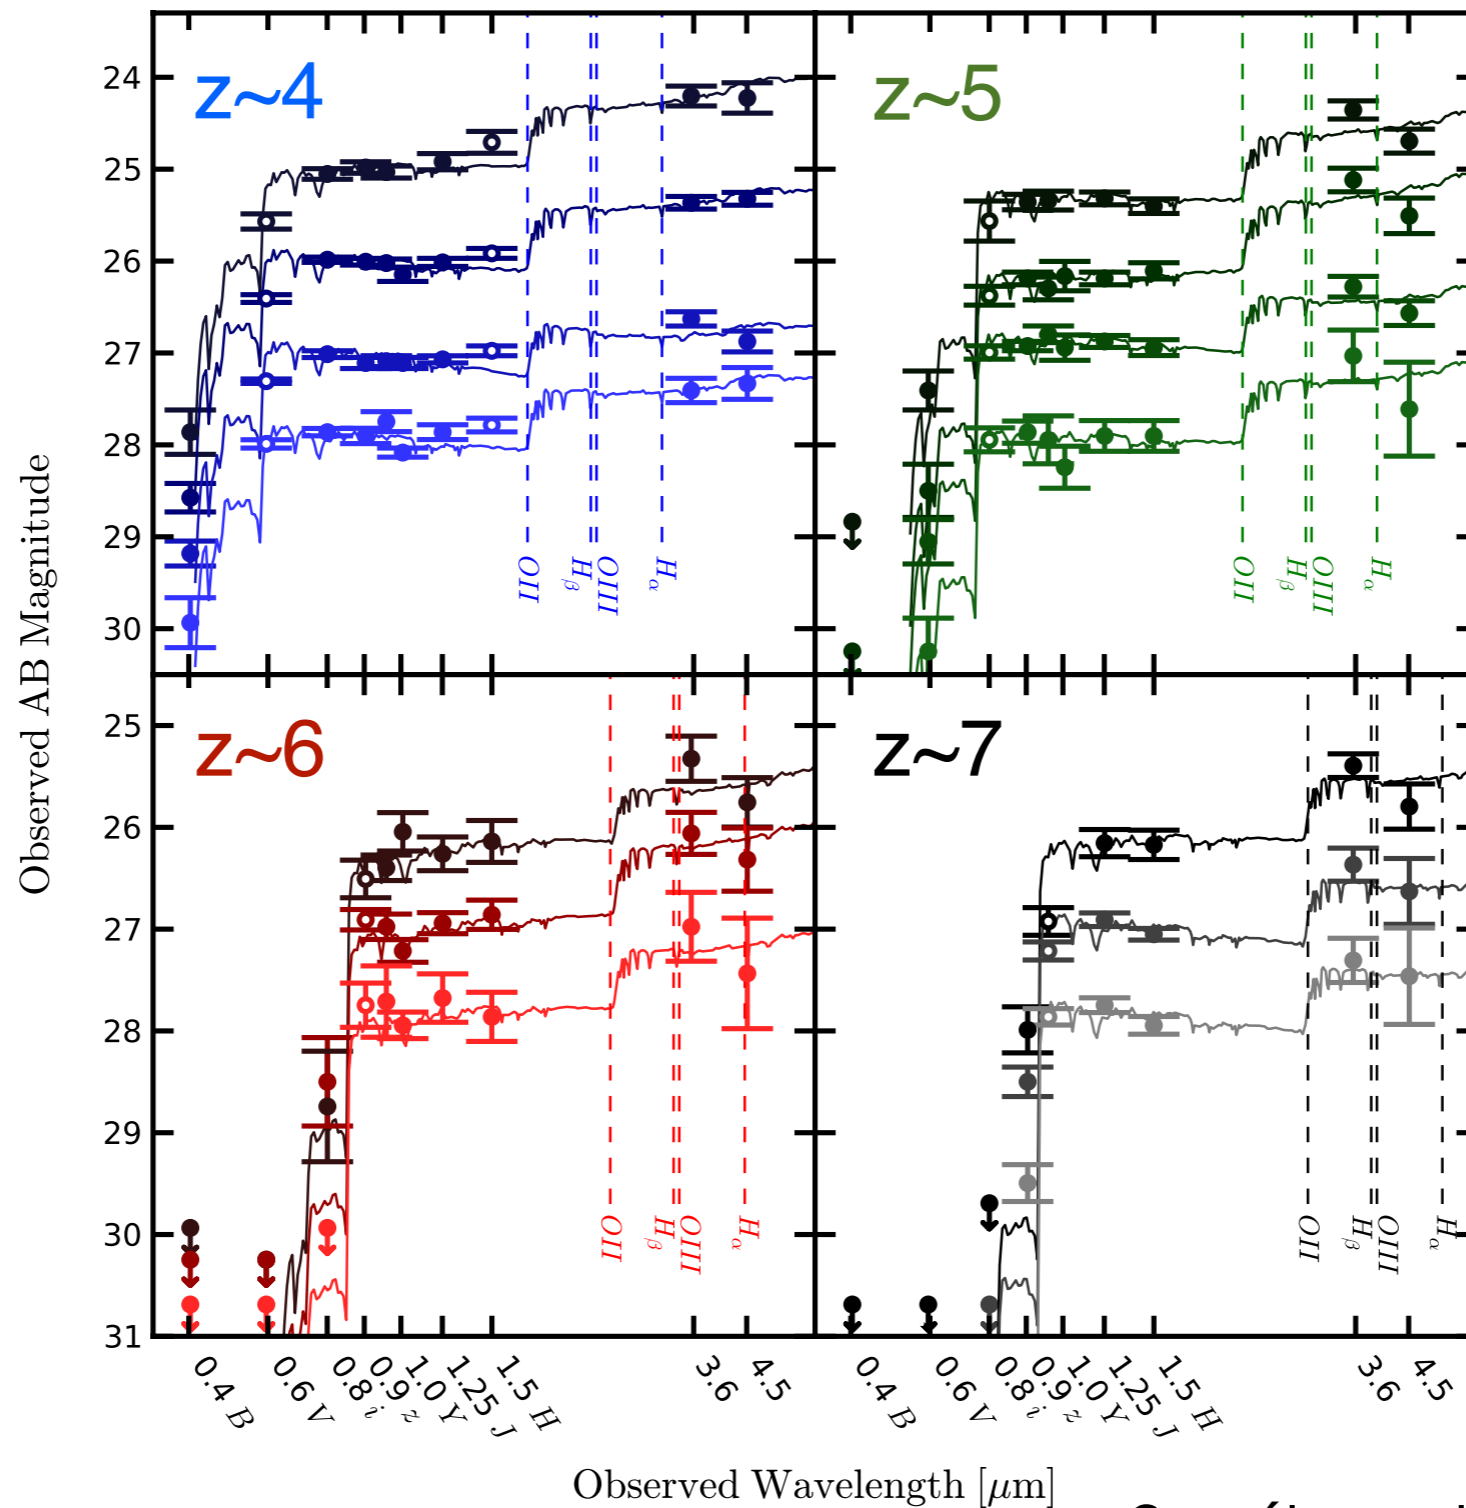 z~4
z~5
24
25
26
27
28
29
30
OII
Hβ
OIII
Hα
OII
Hβ
OIII
Hα
Observed AB Magnitude
z~6
z~7
25
26
27
28
29
30
31
OII
Hβ
OIII
Hα
OII
Hβ
OIII
Hα
0.4 B
0.6 V
0.8 i
0.9 z
1.0 Y
1.25 J
1.5 H
3.6
4.5
0.4 B
0.6 V
0.8 i
0.9 z
1.0 Y
1.25 J
1.5 H
3.6
4.5
Observed Wavelength [μm]